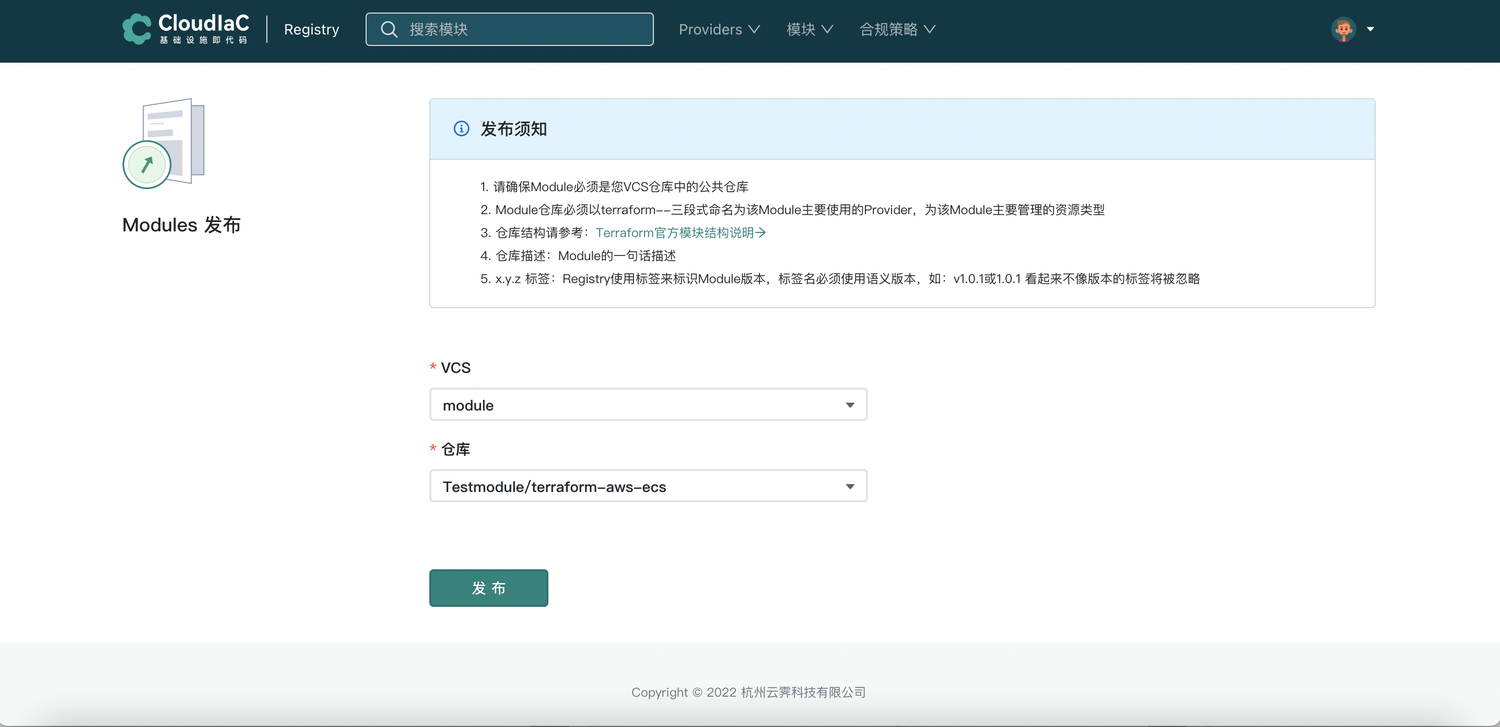 CloudIaC
基础设施即代码
Registry
搜索模块
Providers
模块
合规策略
Modules 发布
发布须知
1. 请确保Module必须是您VCS仓库中的公共仓库
2. Module仓库必须以terraform--三段式命名为该Module主要使用的Provider，为该Module主要管理的资源类型
3. 仓库结构请参考：Terraform官方模块结构说明→
4. 仓库描述：Module的一句话描述
5. x.y.z 标签：Registry使用标签来标识Module版本，标签名必须使用语义版本，如：v1.0.1或1.0.1 看起来不像版本的标签将被忽略
* VCS
module
* 仓库
Testmodule/terraform-aws-ecs
发 布
Copyright © 2022 杭州云霁科技有限公司